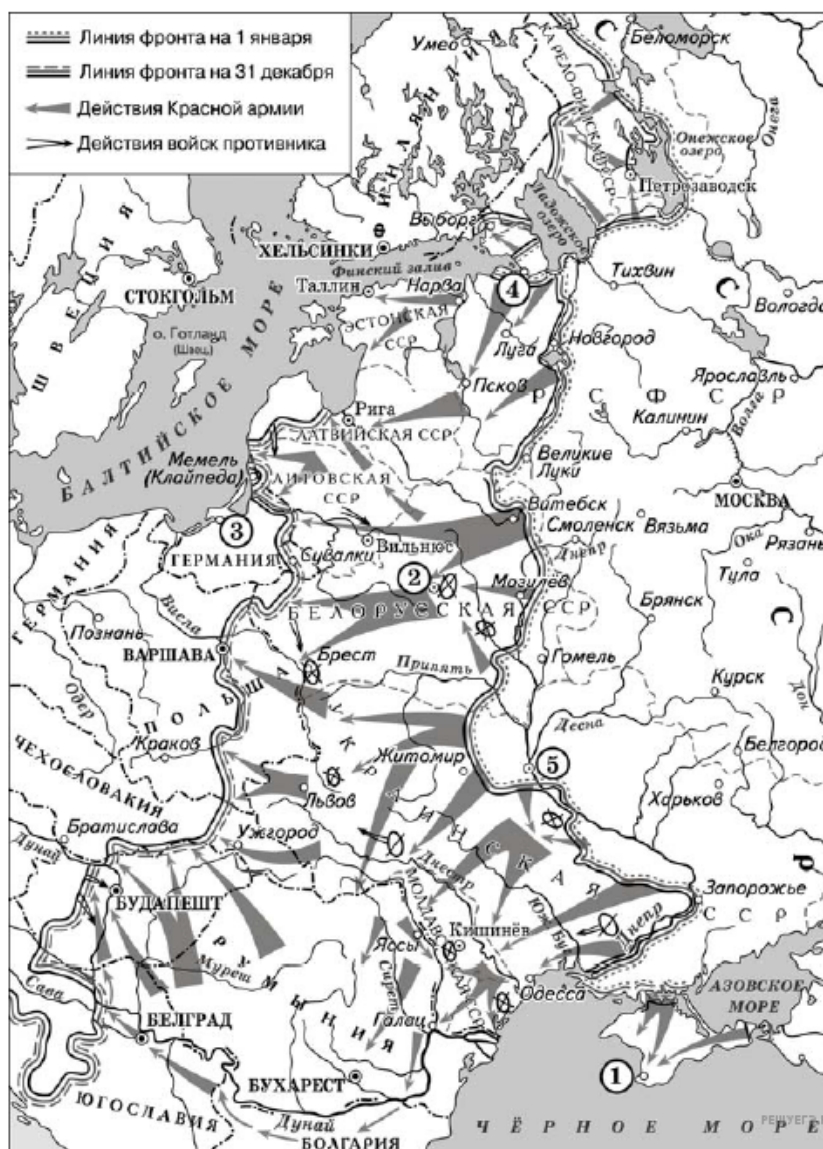 Линия фронта на 1 января
Линия фронта на 31 декабря
Действия Красной армии
Действия войск противника
Умео
Беломорск
С
КАРЕЛО-ФИНСКАЯ ССР
ФИНЛЯНДИЯ
Онега
Онежское
озеро
Петрозаводск
Ладожское
озеро
Выборг
ХЕЛЬСИНКИ
ШВЕЦИЯ
СТОКГОЛЬМ
Финский залив
Таллин
Нарва
4
Тихвин
С
Вологда
о. Готланд
(Швец.)
ЭСТОНСКАЯ
ССР
Луга
Новгород
Псков
Р С Ф С Р
Ярославль
Калинин
Волга
БАЛТИЙСКОЕ МОРЕ
Рига
ЛАТВИЙСКАЯ ССР
Великие
Луки
Мемель
(Клайпеда)
ЛИТОВСКАЯ
ССР
МОСКВА
Витебск
Смоленск
Вязьма
3
Вильнюс
Днепр
Ока
Рязань
ГЕРМАНИЯ
ГЕРМАНИЯ
Сувалки
2
Могилёв
Тула
С
БЕЛОРУССКАЯ ССР
Брянск
Познань
Висла
ВАРШАВА
Брест
Припять
Гомель
Одер
ПОЛЬША
Курск
Дон
Десна
Краков
Житомир
5
Белгород
ЧЕХОСЛОВАКИЯ
Львов
Харьков
УКРАИНСКАЯ
ССР
Братислава
Ужгород
Р
Дунай
Днестр
БУДАПЕШТ
МОЛДАВСКАЯ ССР
Южн. Буг
Запорожье
Днепр
Кишинёв
Яссы
Муреш
РУМЫНИЯ
Сирет
Одесса
АЗОВСКОЕ
МОРЕ
Сава
БЕЛГРАД
Галац
1
БУХАРЕСТ
ЮГОСЛАВИЯ
Дунай
БОЛГАРИЯ
ЧЁРНОЕ МОРЕ